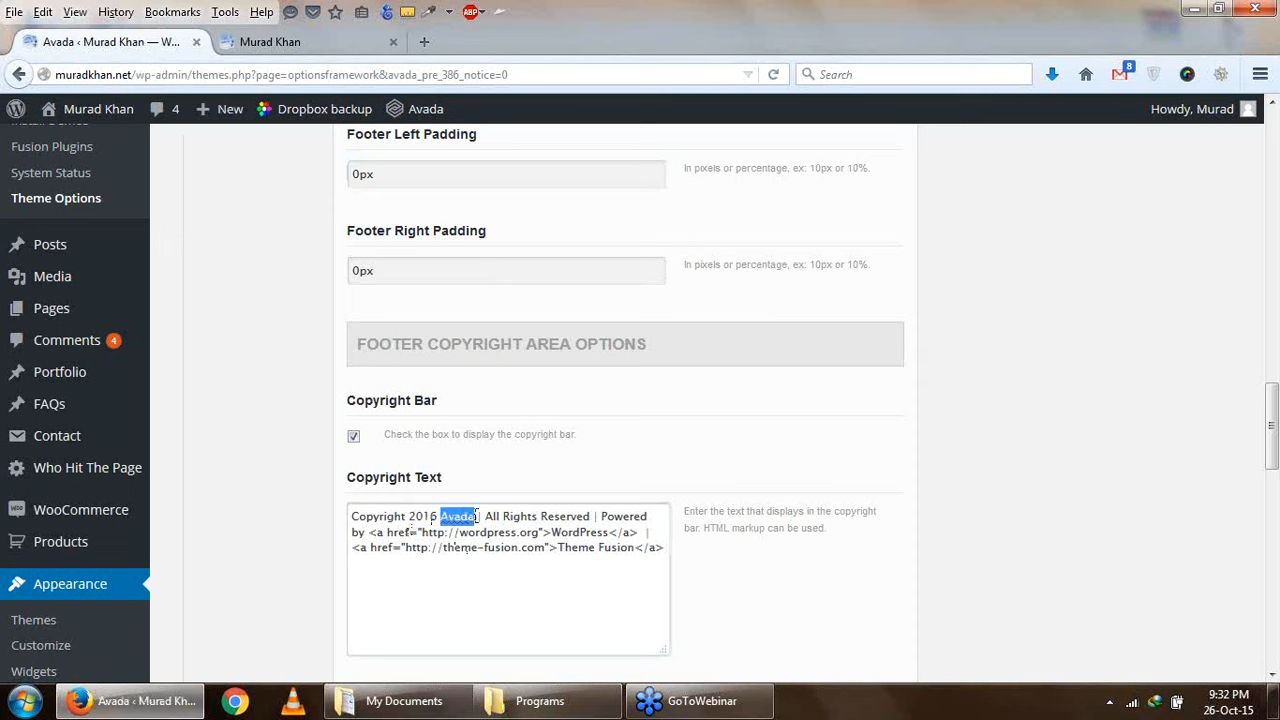 File Edit View History Bookmarks Tools Help
Avada ‹ Murad Khan — W...
Murad Khan
muradkhan.net/wp-admin/themes.php?page=optionsframework&avada_pre_386_notice=0
Search
8
Murad Khan
4
New
Dropbox backup
Avada
Howdy, Murad
Fusion Plugins
System Status
Theme Options
Posts
Media
Pages
Comments 4
Portfolio
FAQs
Contact
Who Hit The Page
WooCommerce
Products
Appearance
Themes
Customize
Widgets
Footer Left Padding
0px
In pixels or percentage, ex: 10px or 10%.
Footer Right Padding
0px
In pixels or percentage, ex: 10px or 10%.
FOOTER COPYRIGHT AREA OPTIONS
Copyright Bar
Check the box to display the copyright bar.
Copyright Text
Copyright 2016 Avada | All Rights Reserved | Powered
by <a href="http://wordpress.org">WordPress</a> |
<a href="http://theme-fusion.com">Theme Fusion</a>
Enter the text that displays in the copyright
bar. HTML markup can be used.
Avada ‹ Murad Kh...
My Documents
Programs
GoToWebinar
9:32 PM
26-Oct-15